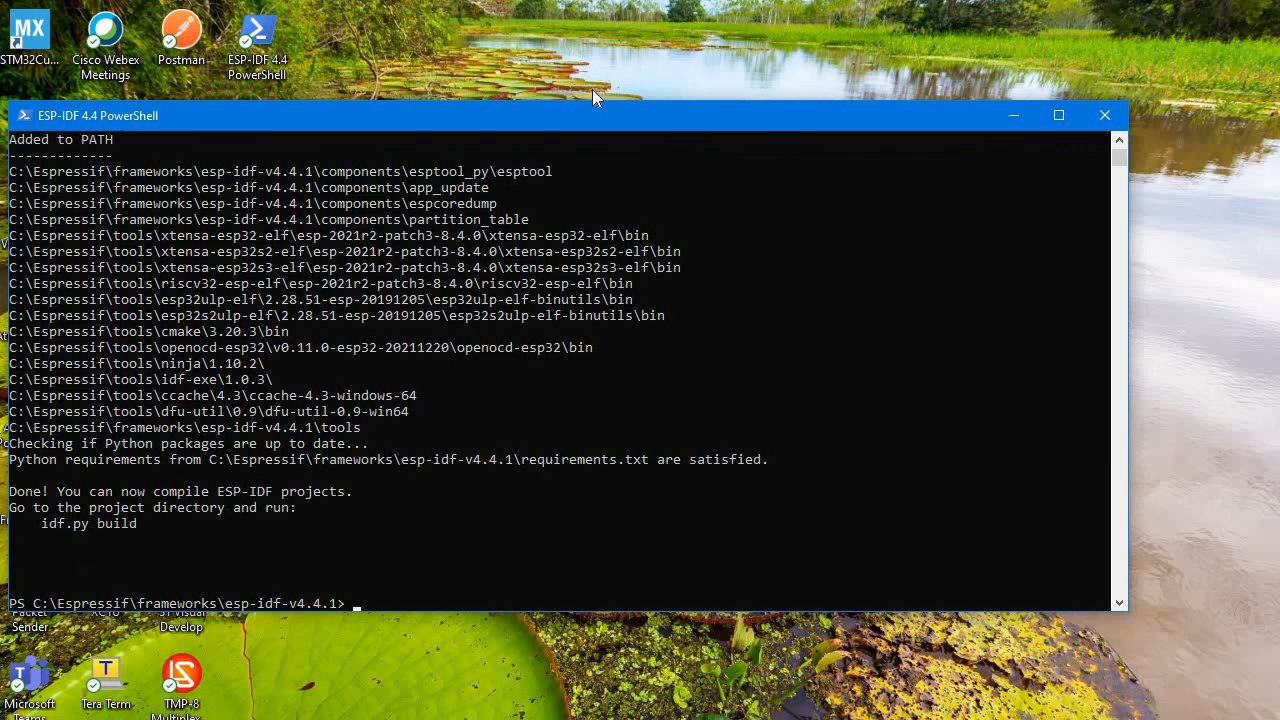 MX
STM32Cu...
Cisco Webex
Meetings
Postman
ESP-IDF 4.4
PowerShell
ESP-IDF 4.4 PowerShell
Added to PATH
-------------
C:\Espressif\frameworks\esp-idf-v4.4.1\components\esptool_py\esptool
C:\Espressif\frameworks\esp-idf-v4.4.1\components\app_update
C:\Espressif\frameworks\esp-idf-v4.4.1\components\espcoredump
C:\Espressif\frameworks\esp-idf-v4.4.1\components\partition_table
C:\Espressif\tools\xtensa-esp32-elf\esp-2021r2-patch3-8.4.0\xtensa-esp32-elf\bin
C:\Espressif\tools\xtensa-esp32s2-elf\esp-2021r2-patch3-8.4.0\xtensa-esp32s2-elf\bin
C:\Espressif\tools\xtensa-esp32s3-elf\esp-2021r2-patch3-8.4.0\xtensa-esp32s3-elf\bin
C:\Espressif\tools\riscv32-esp-elf\esp-2021r2-patch3-8.4.0\riscv32-esp-elf\bin
C:\Espressif\tools\esp32ulp-elf\2.28.51-esp-20191205\esp32ulp-elf-binutils\bin
C:\Espressif\tools\esp32s2ulp-elf\2.28.51-esp-20191205\esp32s2ulp-elf-binutils\bin
C:\Espressif\tools\cmake\3.20.3\bin
C:\Espressif\tools\openocd-esp32\v0.11.0-esp32-20211220\openocd-esp32\bin
C:\Espressif\tools\ninja\1.10.2\
C:\Espressif\tools\idf-exe\1.0.3\
C:\Espressif\tools\ccache\4.3\ccache-4.3-windows-64
C:\Espressif\tools\dfu-util\0.9\dfu-util-0.9-win64
C:\Espressif\frameworks\esp-idf-v4.4.1\tools
Checking if Python packages are up to date...
Python requirements from C:\Espressif\frameworks\esp-idf-v4.4.1\requirements.txt are satisfied.
Done! You can now compile ESP-IDF projects.
Go to the project directory and run:
idf.py build
PS C:\Espressif\frameworks\esp-idf-v4.4.1>
Packet
Sender
XCTU
ST Visual
Develop
Microsoft
Teams
Tera Term
TMP-8
Multiplex